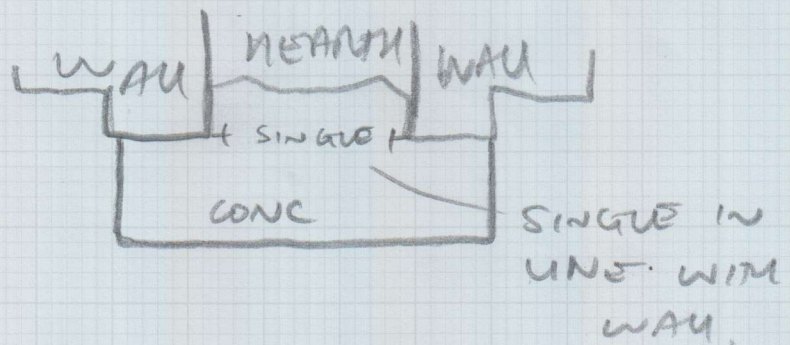 WALL HEARTH WALL
SINGLE
CONC
SINGLE IN
LINE. WITH
WALL.